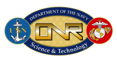 DEPARTMENT OF THE NAVY
ONR
Science & Technology